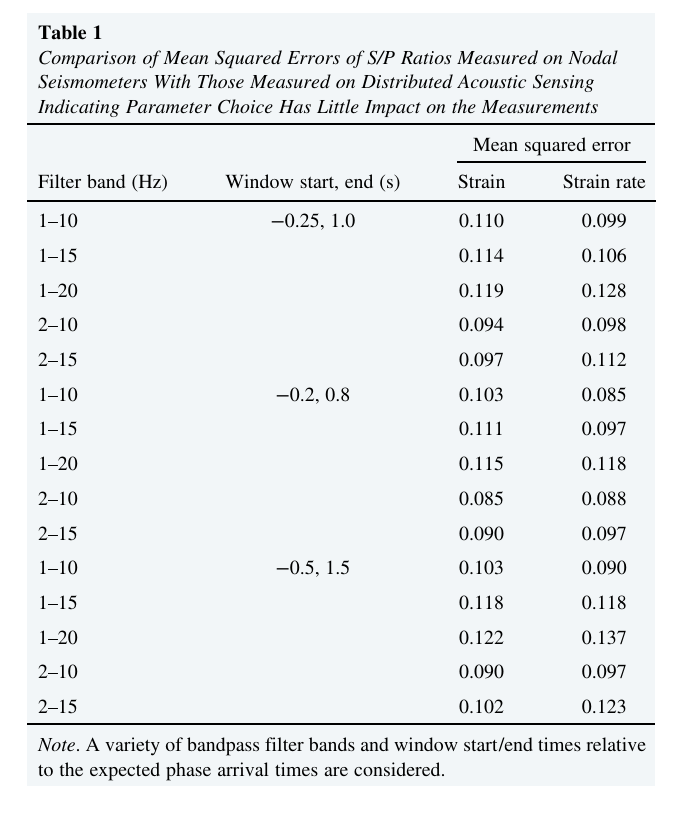 Table 1
Comparison of Mean Squared Errors of S/P Ratios Measured on Nodal
Seismometers With Those Measured on Distributed Acoustic Sensing
Indicating Parameter Choice Has Little Impact on the Measurements
Mean squared error
Filter band (Hz) Window start, end (s) Strain Strain rate
1–10 −0.25, 1.0 0.110 0.099
1–15 0.114 0.106
1–20 0.119 0.128
2–10 0.094 0.098
2–15 0.097 0.112
1–10 −0.2, 0.8 0.103 0.085
1–15 0.111 0.097
1–20 0.115 0.118
2–10 0.085 0.088
2–15 0.090 0.097
1–10 −0.5, 1.5 0.103 0.090
1–15 0.118 0.118
1–20 0.122 0.137
2–10 0.090 0.097
2–15 0.102 0.123
Note. A variety of bandpass filter bands and window start/end times relative
to the expected phase arrival times are considered.